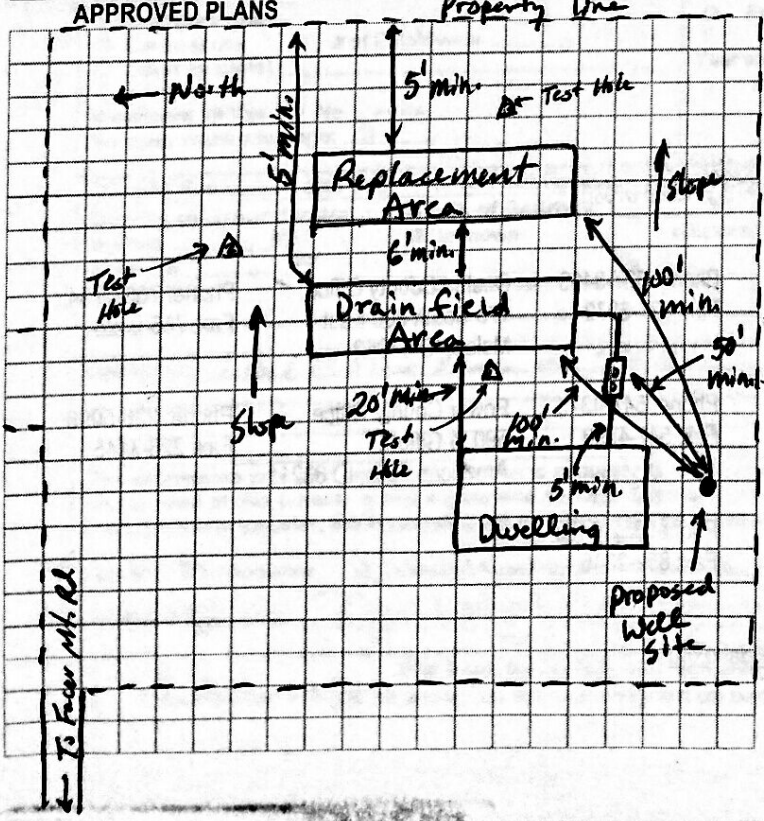 APPROVED PLANS
Property Line
← North
5' min.
5' min.
Test Hole
Replacement
Area
Slope
6' min.
100'
min.
Test
Hole
Drain field
Area
50'
min.
Slope
20' min.
Test
Hole
100'
min.
5' min
Dwelling
Proposed
Well
Site
To Facer Mt. Rd